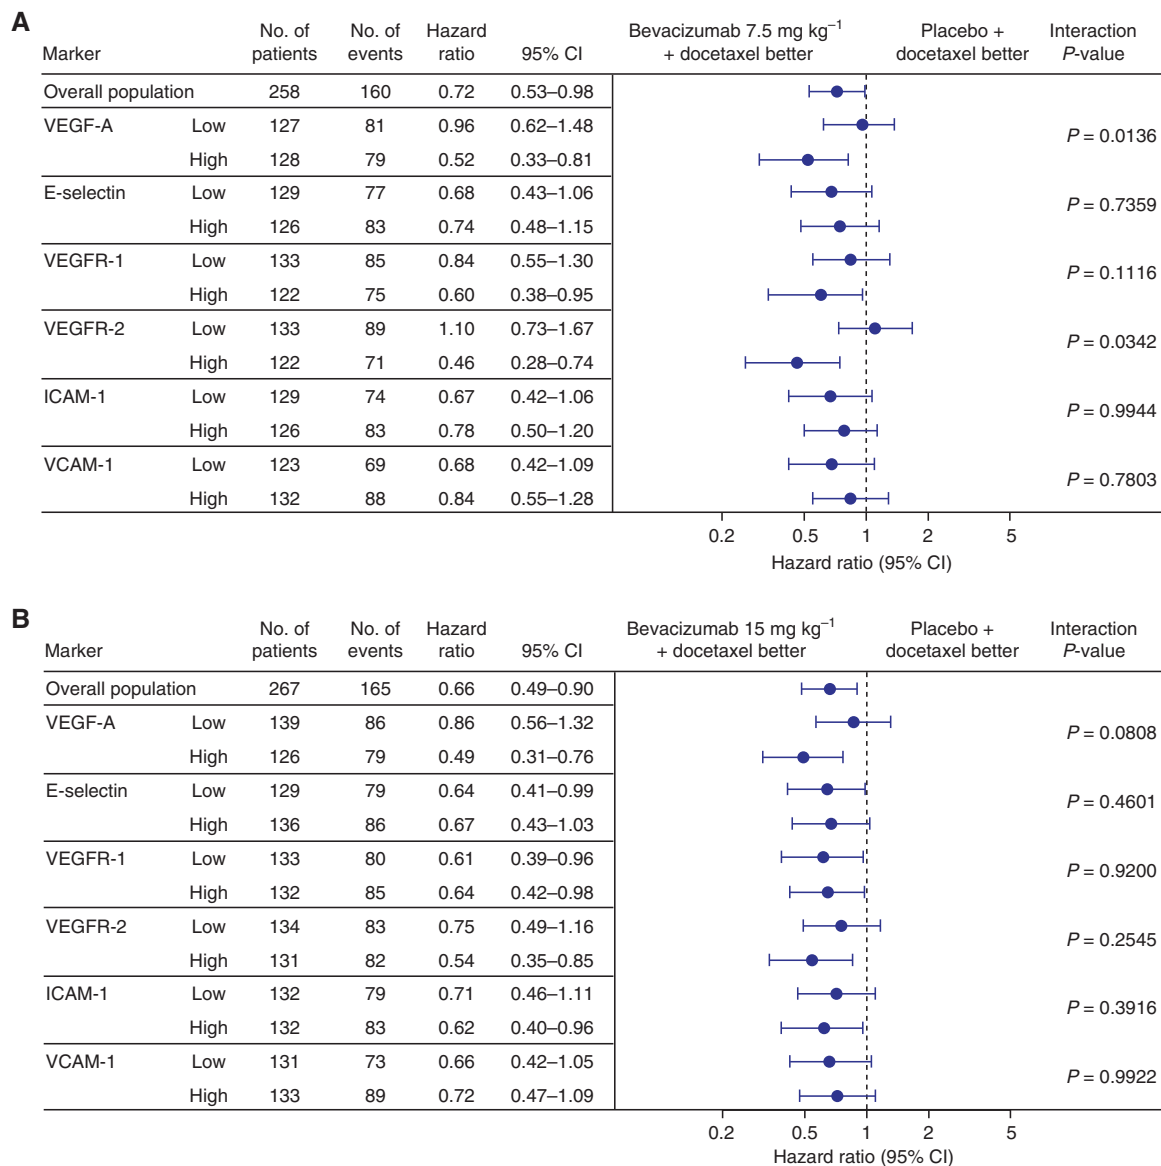 A
Marker No. of patients No. of events Hazard ratio 95% CI Bevacizumab 7.5 mg kg⁻¹ + docetaxel better Placebo + docetaxel better Interaction P-value
Overall population 258 160 0.72 0.53–0.98
VEGF-A Low 127 81 0.96 0.62–1.48
P = 0.0136
High 128 79 0.52 0.33–0.81
E-selectin Low 129 77 0.68 0.43–1.06
P = 0.7359
High 126 83 0.74 0.48–1.15
VEGFR-1 Low 133 85 0.84 0.55–1.30
P = 0.1116
High 122 75 0.60 0.38–0.95
VEGFR-2 Low 133 89 1.10 0.73–1.67
P = 0.0342
High 122 71 0.46 0.28–0.74
ICAM-1 Low 129 74 0.67 0.42–1.06
P = 0.9944
High 126 83 0.78 0.50–1.20
VCAM-1 Low 123 69 0.68 0.42–1.09
P = 0.7803
High 132 88 0.84 0.55–1.28
0.2 0.5 1 2 5
Hazard ratio (95% CI)
B
Marker No. of patients No. of events Hazard ratio 95% CI Bevacizumab 15 mg kg⁻¹ + docetaxel better Placebo + docetaxel better Interaction P-value
Overall population 267 165 0.66 0.49–0.90
VEGF-A Low 139 86 0.86 0.56–1.32
P = 0.0808
High 126 79 0.49 0.31–0.76
E-selectin Low 129 79 0.64 0.41–0.99
P = 0.4601
High 136 86 0.67 0.43–1.03
VEGFR-1 Low 133 80 0.61 0.39–0.96
P = 0.9200
High 132 85 0.64 0.42–0.98
VEGFR-2 Low 134 83 0.75 0.49–1.16
P = 0.2545
High 131 82 0.54 0.35–0.85
ICAM-1 Low 132 79 0.71 0.46–1.11
P = 0.3916
High 132 83 0.62 0.40–0.96
VCAM-1 Low 131 73 0.66 0.42–1.05
P = 0.9922
High 133 89 0.72 0.47–1.09
0.2 0.5 1 2 5
Hazard ratio (95% CI)